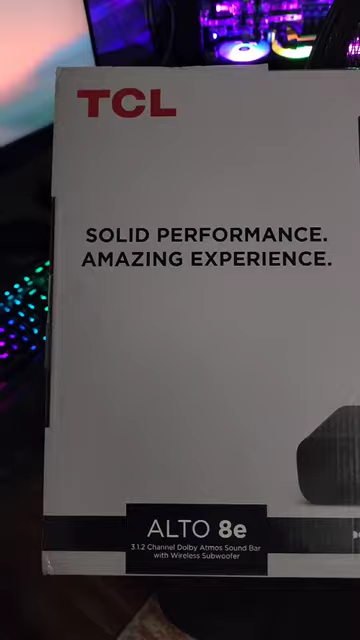 TCL
SOLID PERFORMANCE.
AMAZING EXPERIENCE.
ALTO 8e
3.1.2 Channel Dolby Atmos Sound Bar
with Wireless Subwoofer